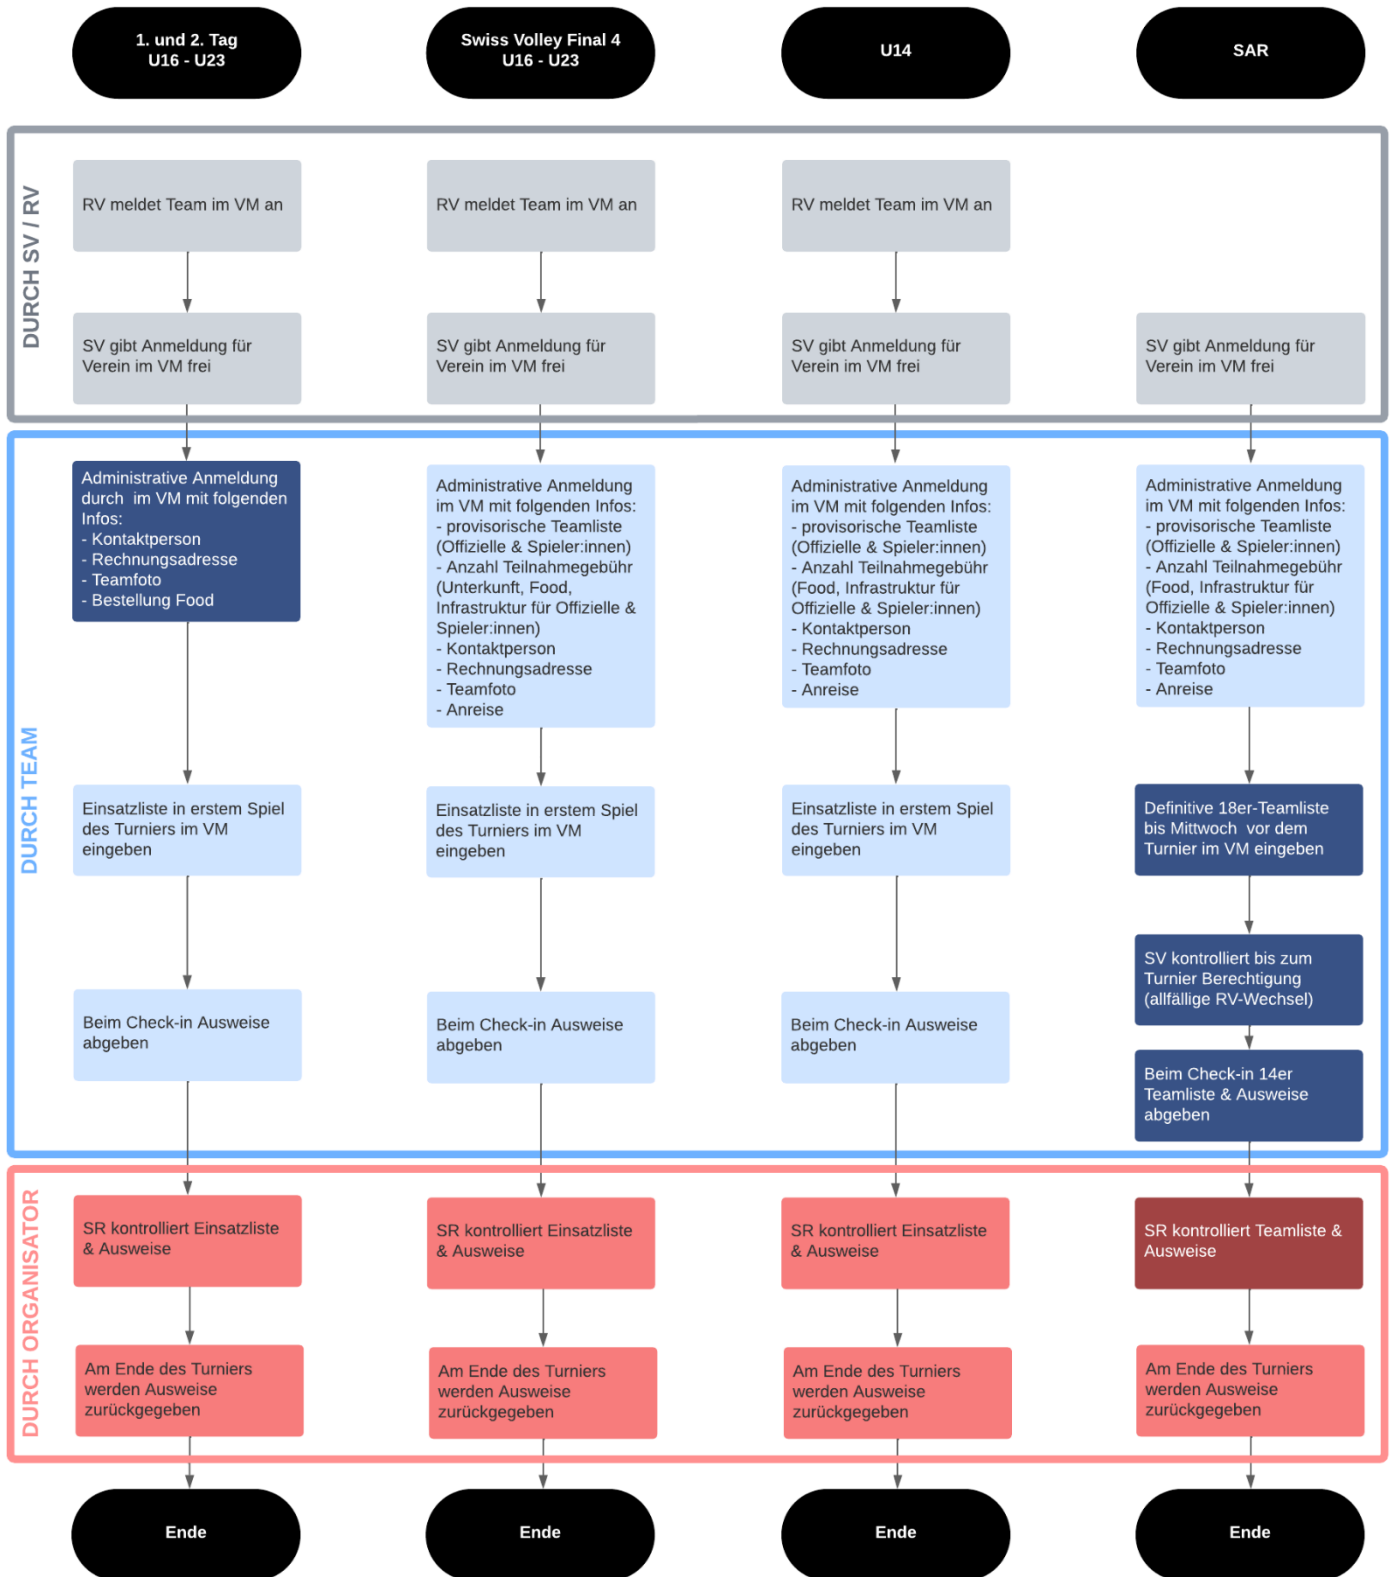 1. und 2. Tag
U16 - U23
Swiss Volley Final 4
U16 - U23
U14
SAR
DURCH SV / RV
RV meldet Team im VM an
RV meldet Team im VM an
RV meldet Team im VM an
SV gibt Anmeldung für
Verein im VM frei
SV gibt Anmeldung für
Verein im VM frei
SV gibt Anmeldung für
Verein im VM frei
SV gibt Anmeldung für
Verein im VM frei
DURCH TEAM
Administrative Anmeldung
durch  im VM mit folgenden
Infos:
- Kontaktperson
- Rechnungsadresse
- Teamfoto
- Bestellung Food
Administrative Anmeldung
im VM mit folgenden Infos:
- provisorische Teamliste
(Offizielle & Spieler:innen)
- Anzahl Teilnahmegebühr
(Unterkunft, Food,
Infrastruktur für Offizielle &
Spieler:innen)
- Kontaktperson
- Rechnungsadresse
- Teamfoto
- Anreise
Administrative Anmeldung
im VM mit folgenden Infos:
- provisorische Teamliste
(Offizielle & Spieler:innen)
- Anzahl Teilnahmegebühr
(Food, Infrastruktur für
Offizielle & Spieler:innen)
- Kontaktperson
- Rechnungsadresse
- Teamfoto
- Anreise
Administrative Anmeldung
im VM mit folgenden Infos:
- provisorische Teamliste
(Offizielle & Spieler:innen)
- Anzahl Teilnahmegebühr
(Food, Infrastruktur für
Offizielle & Spieler:innen)
- Kontaktperson
- Rechnungsadresse
- Teamfoto
- Anreise
Einsatzliste in erstem Spiel
des Turniers im VM
eingeben
Einsatzliste in erstem Spiel
des Turniers im VM
eingeben
Einsatzliste in erstem Spiel
des Turniers im VM
eingeben
Definitive 18er-Teamliste
bis Mittwoch  vor dem
Turnier im VM eingeben
SV kontrolliert bis zum
Turnier Berechtigung
(allfällige RV-Wechsel)
Beim Check-in Ausweise
abgeben
Beim Check-in Ausweise
abgeben
Beim Check-in Ausweise
abgeben
Beim Check-in 14er
Teamliste & Ausweise
abgeben
DURCH ORGANISATOR
SR kontrolliert Einsatzliste
& Ausweise
SR kontrolliert Einsatzliste
& Ausweise
SR kontrolliert Einsatzliste
& Ausweise
SR kontrolliert Teamliste &
Ausweise
Am Ende des Turniers
werden Ausweise
zurückgegeben
Am Ende des Turniers
werden Ausweise
zurückgegeben
Am Ende des Turniers
werden Ausweise
zurückgegeben
Am Ende des Turniers
werden Ausweise
zurückgegeben
Ende
Ende
Ende
Ende